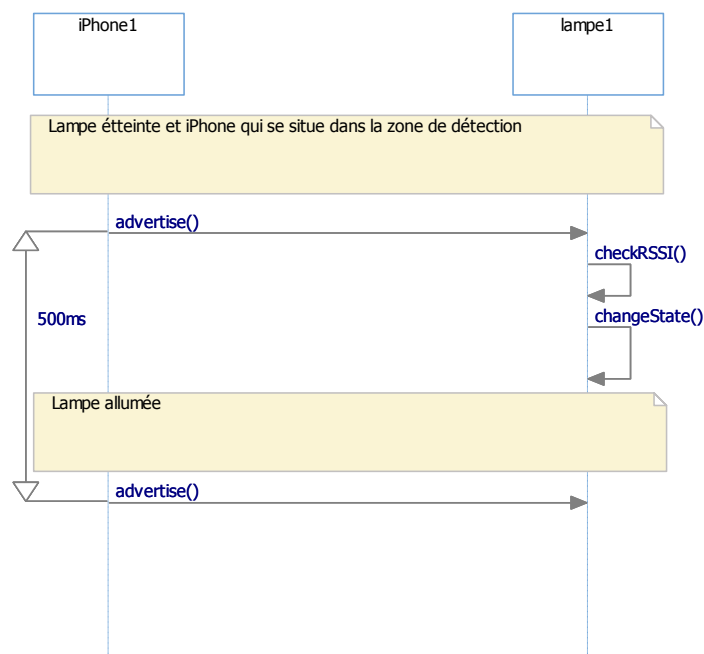 iPhone1
lampe1
Lampe étteinte et iPhone qui se situe dans la zone de détection
advertise()
checkRSSI()
500ms
changeState()
Lampe allumée
advertise()